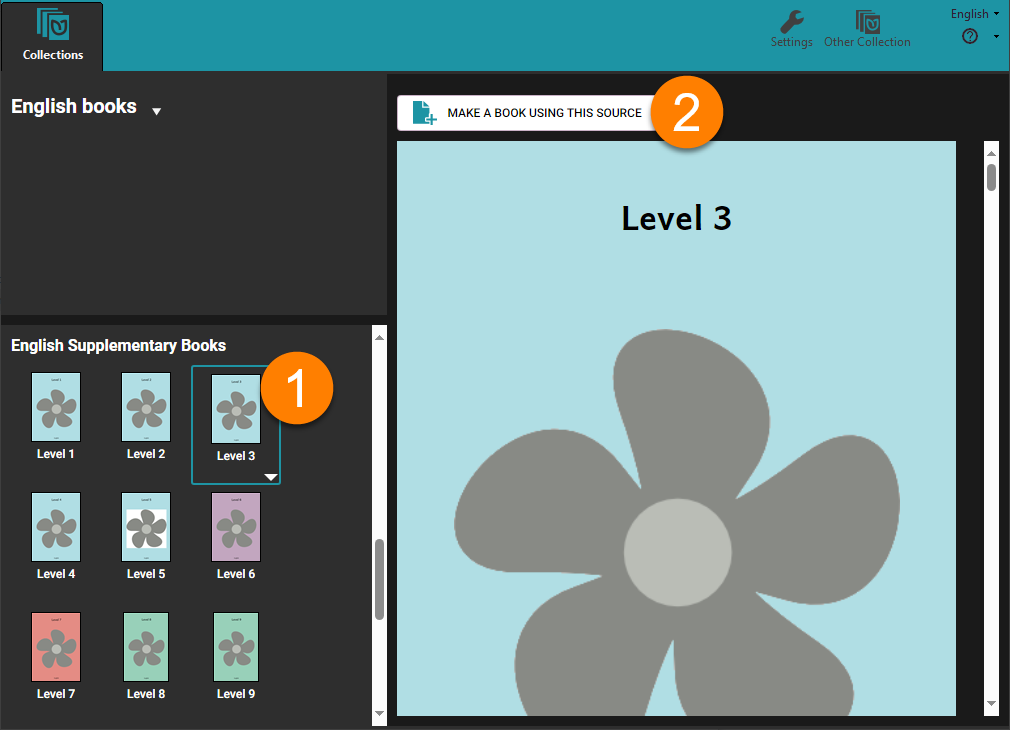 Collections
Settings
Other Collection
English
English books
MAKE A BOOK USING THIS SOURCE
2
Level 3
English Supplementary Books
1
Level 1
Level 2
Level 3
Level 4
Level 5
Level 6
Level 7
Level 8
Level 9